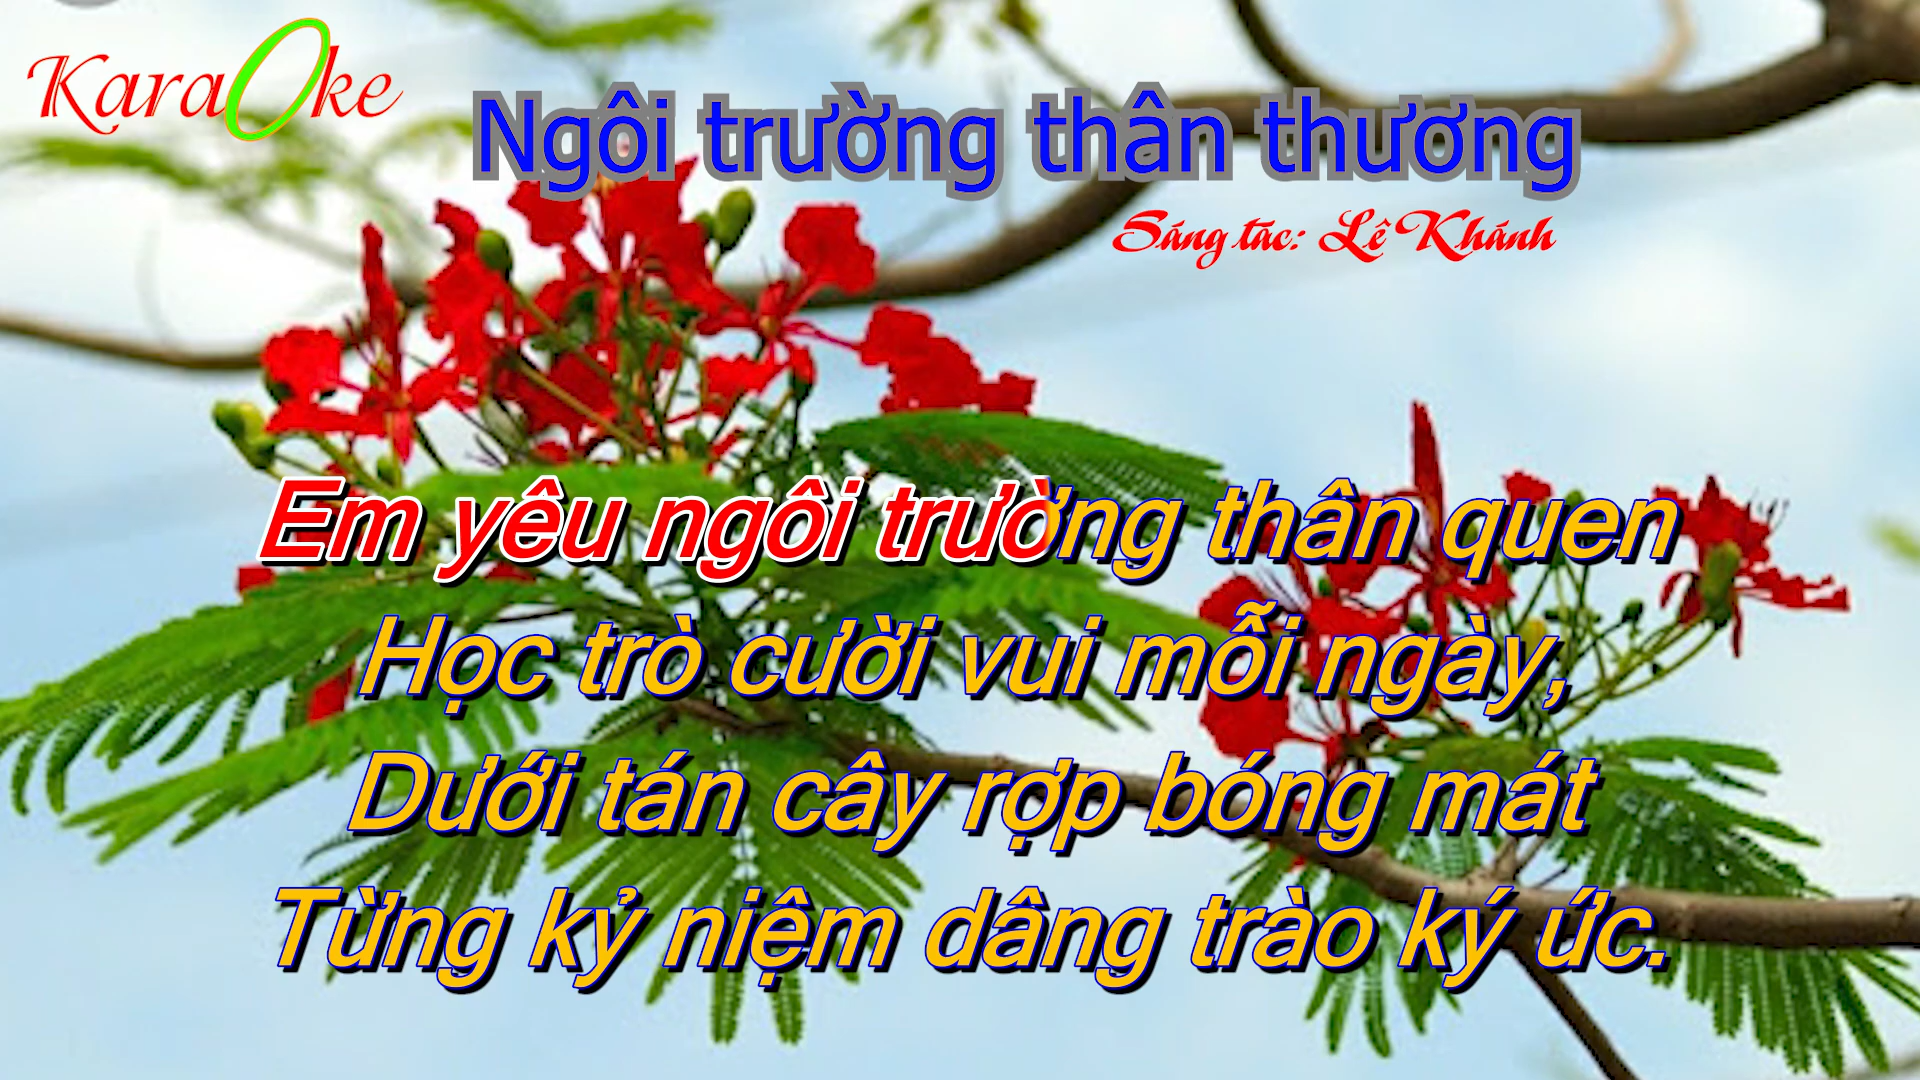 KaraOke
Ngôi trường thân thương
Sáng tác: Lê Khánh
Em yêu ngôi trường thân quen
Học trò cười vui mỗi ngày,
Dưới tán cây rợp bóng mát
Từng kỷ niệm dâng trào ký ức.